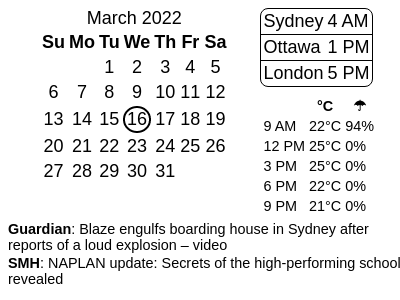 March 2022
Su Mo Tu We Th Fr Sa
1 2 3 4 5
6 7 8 9 10 11 12
13 14 15 16 17 18 19
20 21 22 23 24 25 26
27 28 29 30 31
Sydney 4 AM
Ottawa 1 PM
London 5 PM
°C ☂
9 AM 22°C 94%
12 PM 25°C 0%
3 PM 25°C 0%
6 PM 22°C 0%
9 PM 21°C 0%
Guardian: Blaze engulfs boarding house in Sydney after
reports of a loud explosion – video
SMH: NAPLAN update: Secrets of the high-performing school
revealed